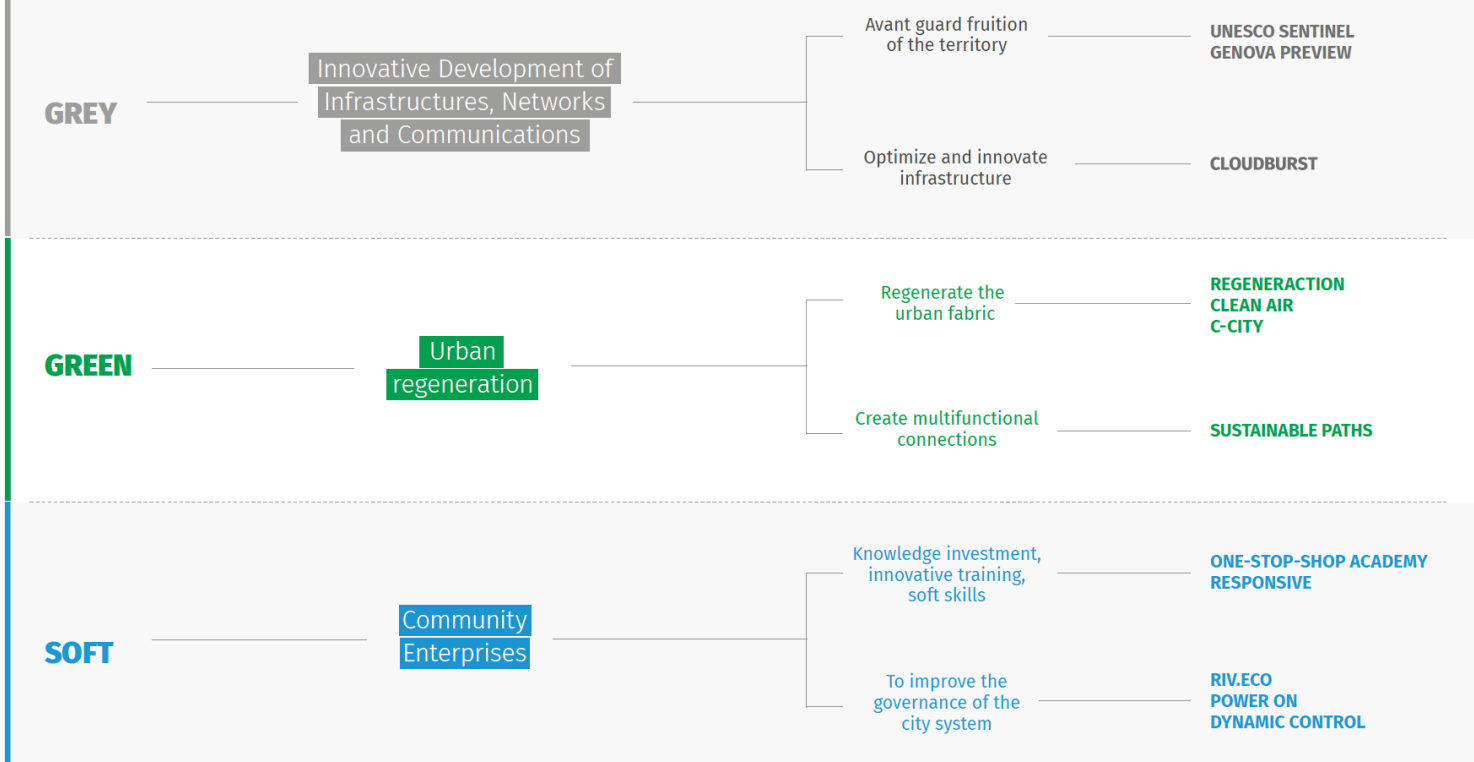 GREY
Innovative Development of
Infrastructures, Networks
and Communications
Avant guard fruition
of the territory
UNESCO SENTINEL
GENOVA PREVIEW
Optimize and innovate
infrastructure
CLOUDBURST
GREEN
Urban
regeneration
Regenerate the
urban fabric
REGENERACTION
CLEAN AIR
C-CITY
Create multifunctional
connections
SUSTAINABLE PATHS
SOFT
Community
Enterprises
Knowledge investment,
innovative training,
soft skills
ONE-STOP-SHOP ACADEMY
RESPONSIVE
To improve the
governance of the
city system
RIV.ECO
POWER ON
DYNAMIC CONTROL